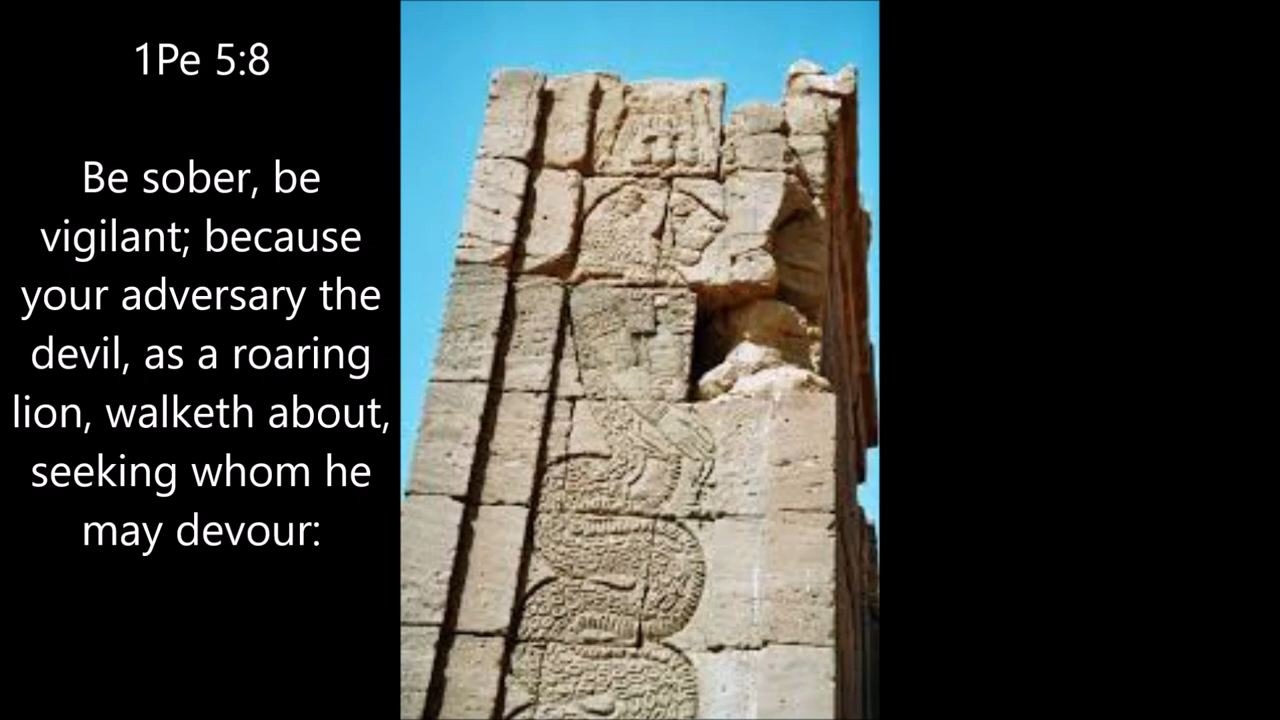 1Pe 5:8
Be sober, be
vigilant; because
your adversary the
devil, as a roaring
lion, walketh about,
seeking whom he
may devour: